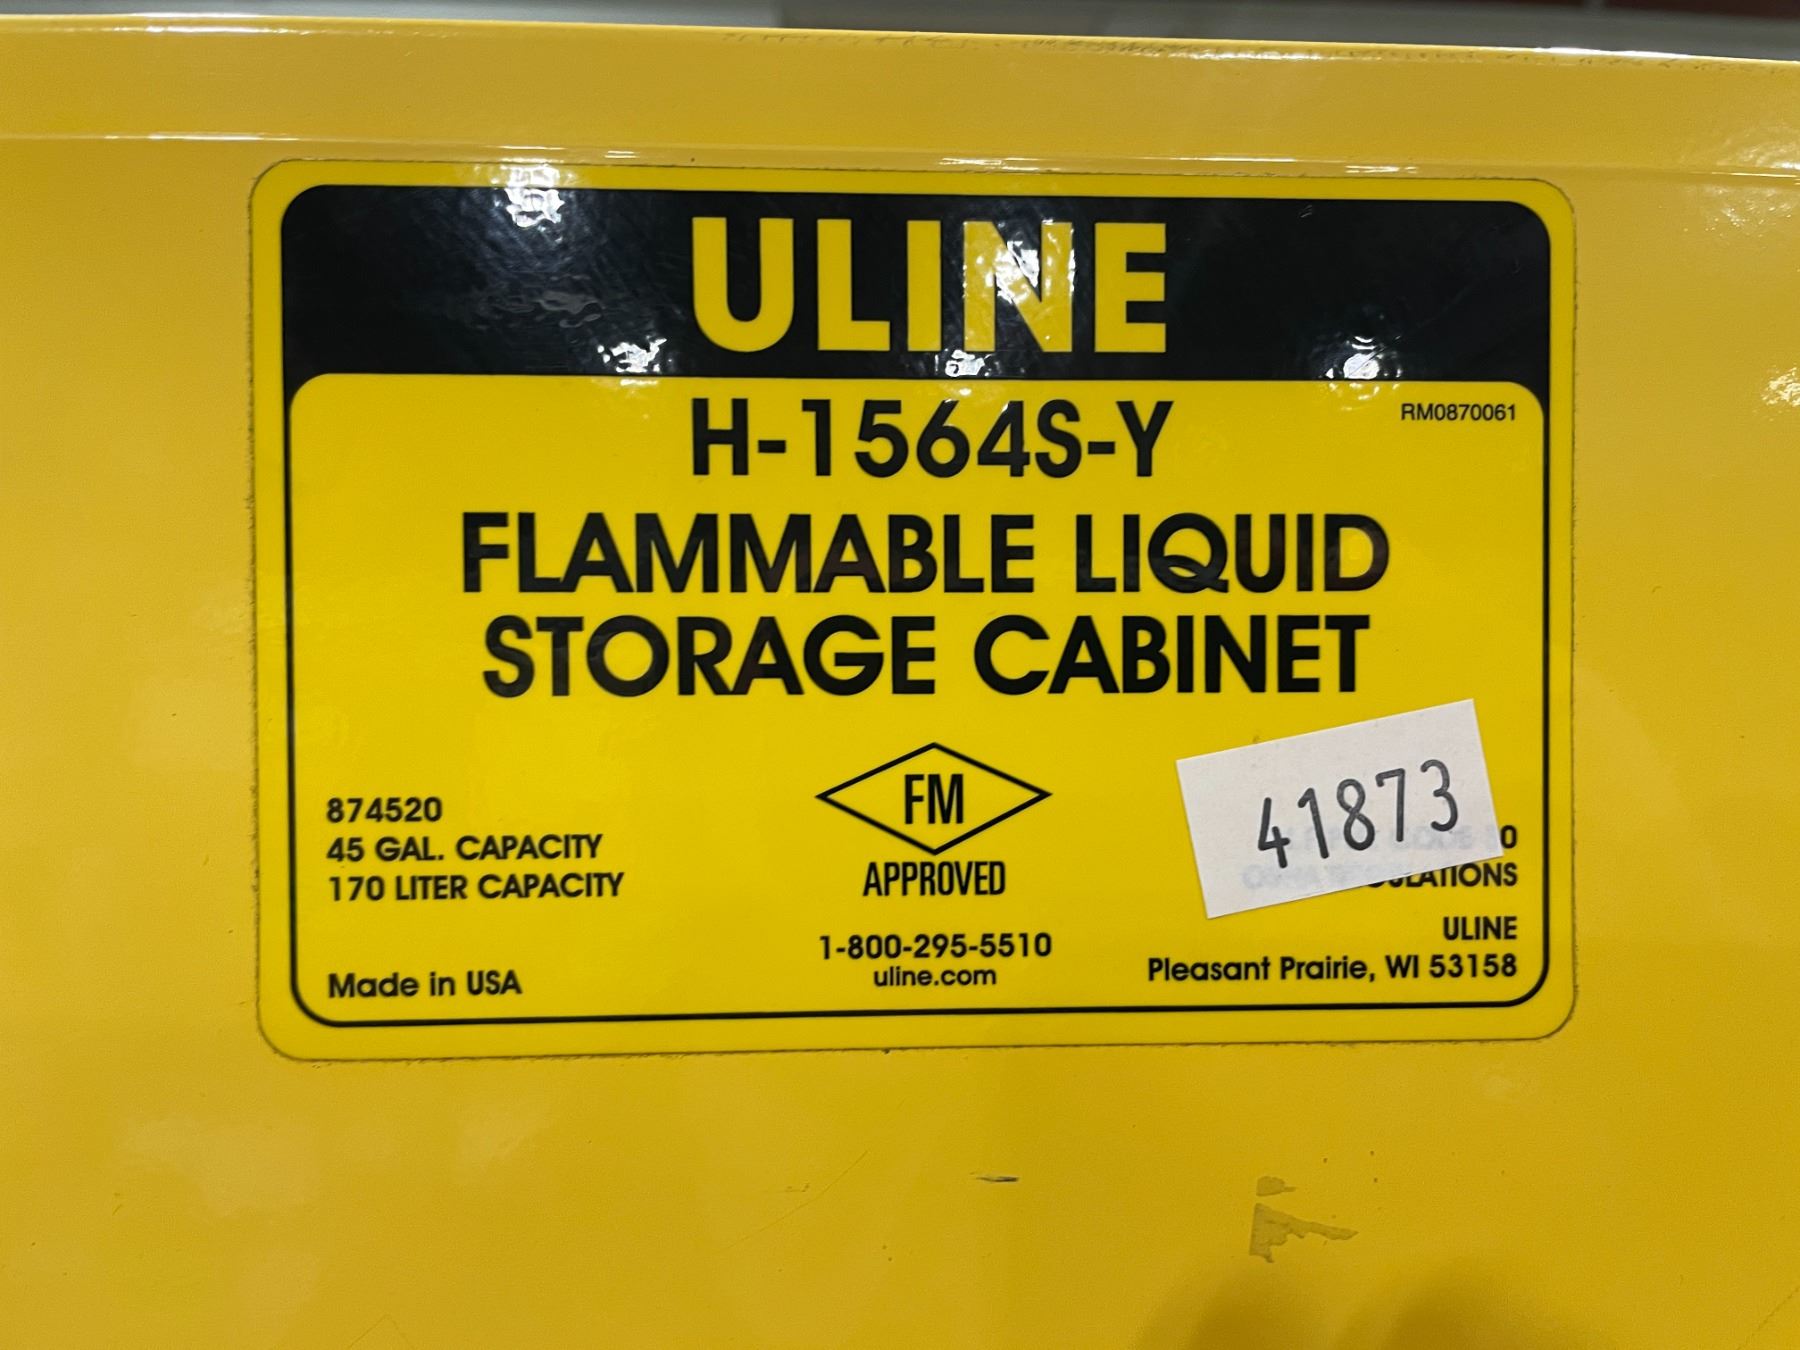 ULINE
H-1564S-Y
RM0870061
FLAMMABLE LIQUID
STORAGE CABINET
FM
APPROVED
874520
45 GAL. CAPACITY
170 LITER CAPACITY
41873
ULINE
1-800-295-5510
uline.com
Pleasant Prairie, WI 53158
Made in USA